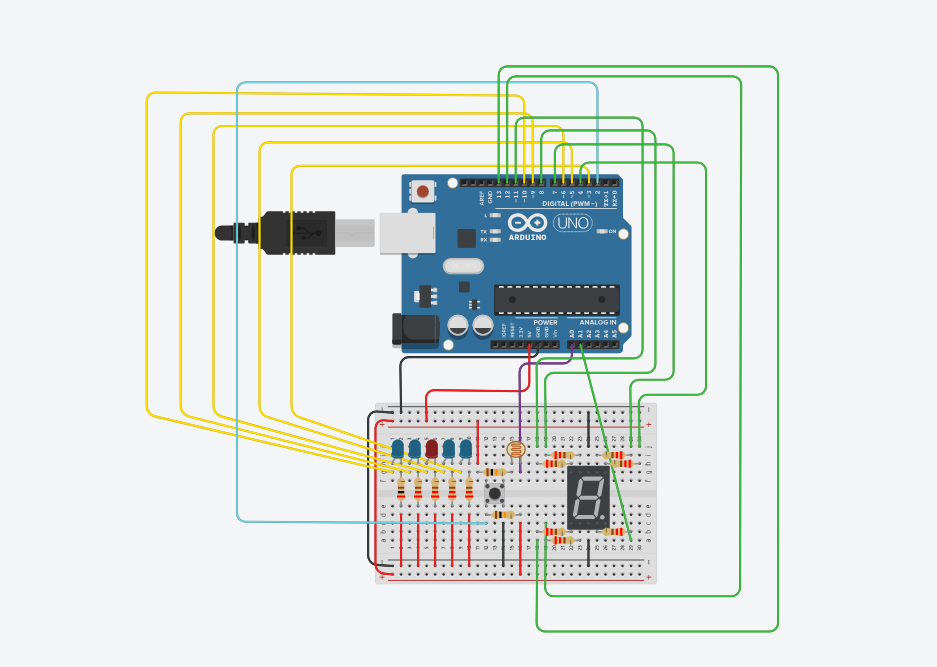 AREF
GND
13
12
~11
~10
~9
8
7
~6
~5
4
~3
2
TX→1
RX←0
DIGITAL (PWM~)
L
TX
RX
ARDUINO
UNO
ON
POWER
ANALOG IN
IOREF
RESET
3.3V
5V
GND
GND
Vin
A0
A1
A2
A3
A4
A5